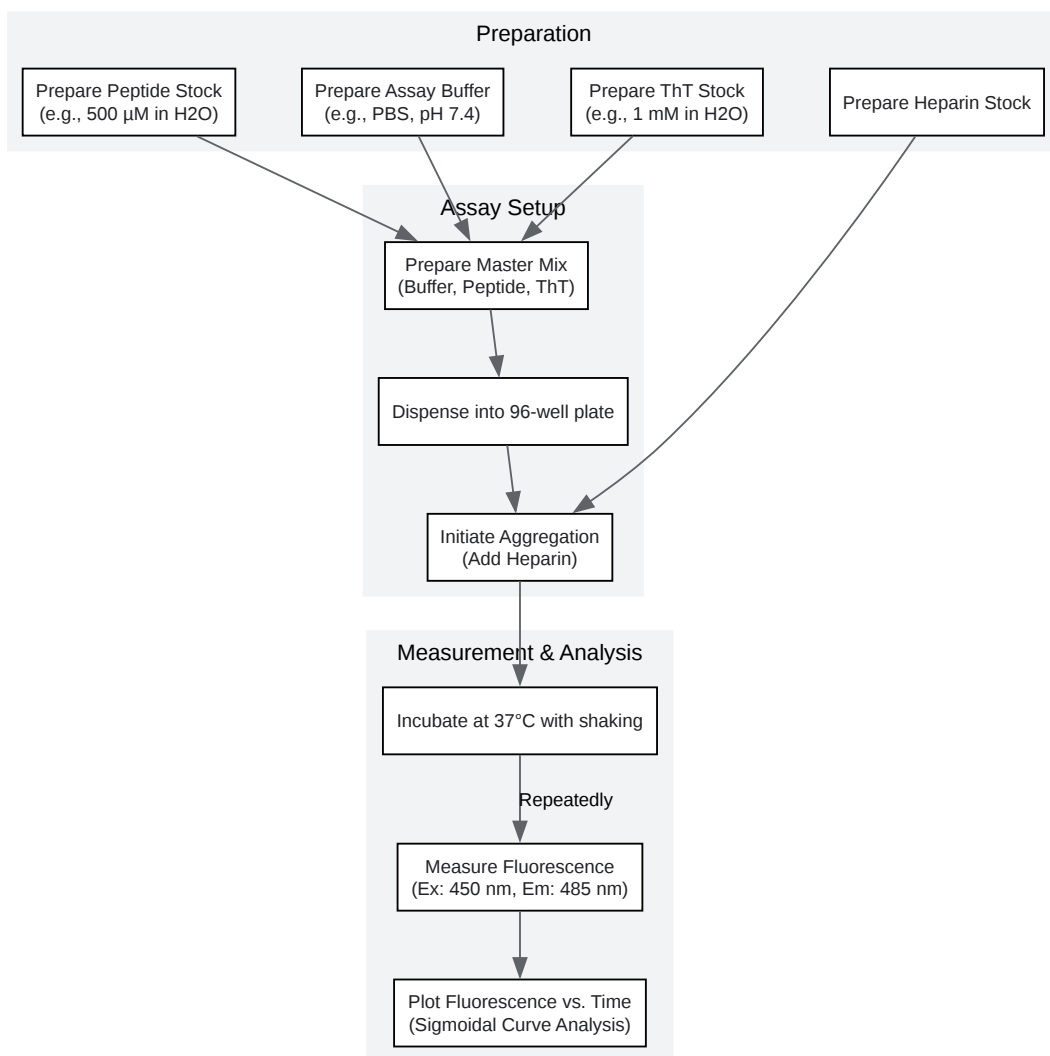 Preparation
Prepare Peptide Stock
(e.g., 500 µM in H2O)
Prepare Assay Buffer
(e.g., PBS, pH 7.4)
Prepare ThT Stock
(e.g., 1 mM in H2O)
Prepare Heparin Stock
Assay Setup
Prepare Master Mix
(Buffer, Peptide, ThT)
Dispense into 96-well plate
Initiate Aggregation
(Add Heparin)
Measurement & Analysis
Incubate at 37°C with shaking
Repeatedly
Measure Fluorescence
(Ex: 450 nm, Em: 485 nm)
Plot Fluorescence vs. Time
(Sigmoidal Curve Analysis)